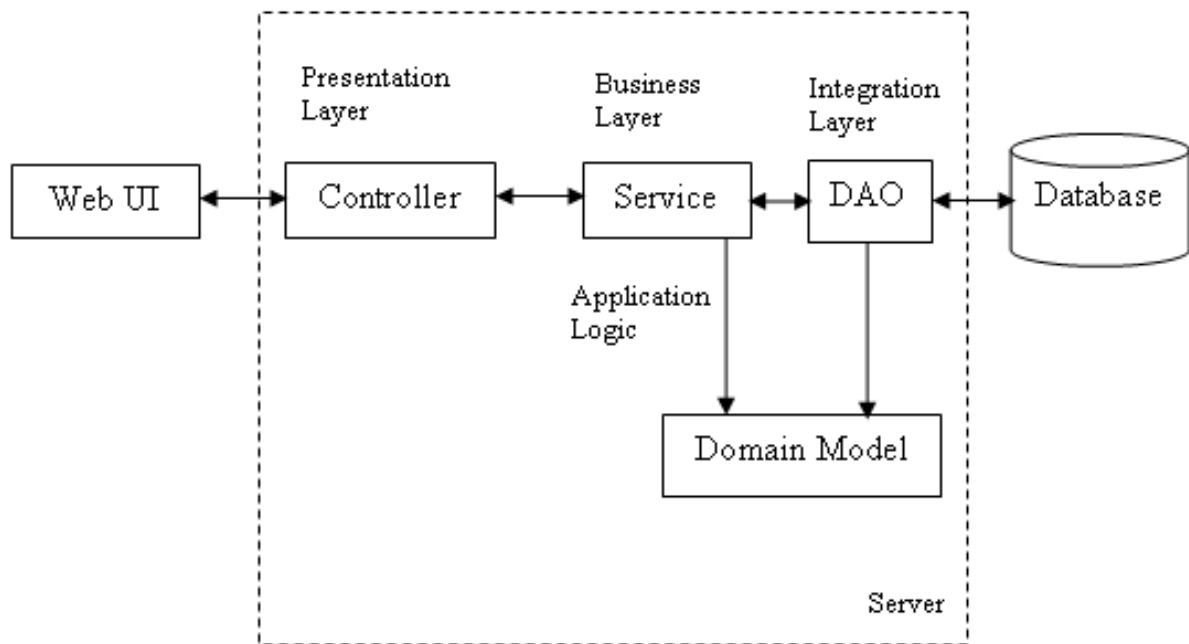 Presentation
Layer
Business
Layer
Integration
Layer
Web UI
Controller
Service
DAO
Database
Application
Logic
Domain Model
Server